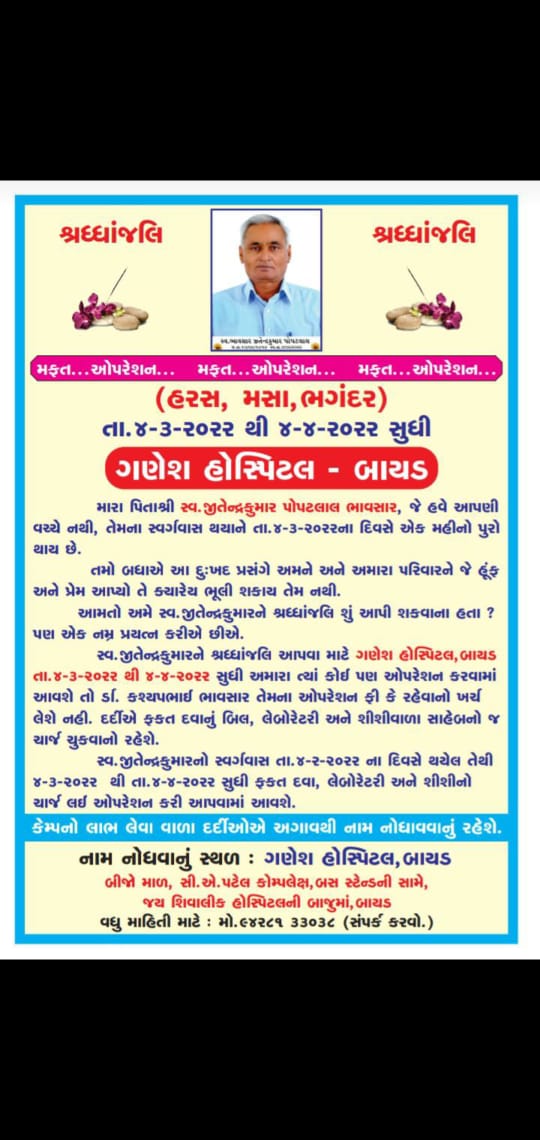 શ્રધ્ધાંજલિ
શ્રધ્ધાંજલિ
સ્વ.ભાવસાર જીતેન્દ્રકુમાર પોપટલાલ
મફત...ઓપરેશન... મફત...ઓપરેશન... મફત...ઓપરેશન...
(હરસ, મસા,ભગંદર)
તા.૪-૩-૨૦૨૨ થી ૪-૪-૨૦૨૨ સુધી
ગણેશ હોસ્પિટલ - બાયડ
મારા પિતાશ્રી સ્વ.જીતેન્દ્રકુમાર પોપટલાલ ભાવસાર, જે હવે આપણી
વચ્ચે નથી, તેમના સ્વર્ગવાસ થયાને તા.૪-૩-૨૦૨૨ના દિવસે એક મહીનો પુરો
થાય છે.
તમો બધાએ આ દુઃખદ પ્રસંગે અમને અને અમારા પરિવારને જે હૂંફ
અને પ્રેમ આપ્યો તે ક્યારેય ભૂલી શકાય તેમ નથી.
આમતો અમે સ્વ.જીતેન્દ્રકુમારને શ્રધ્ધાંજલિ શું આપી શકવાના હતા ?
પણ એક નમ્ર પ્રયત્ન કરીએ છીએ.
સ્વ.જીતેન્દ્રકુમારને શ્રધ્ધાંજલિ આપવા માટે ગણેશ હોસ્પિટલ,બાયડ
તા.૪-૩-૨૦૨૨ થી ૪-૪-૨૦૨૨ સુધી અમારા ત્યાં કોઈ પણ ઓપરેશન કરવામાં
આવશે તો ર્ડા. કશ્યપભાઈ ભાવસાર તેમના ઓપરેશન ફી કે રહેવાનો ખર્ચ
લેશે નહી. દર્દીએ ફકત દવાનું બિલ, લેબોરેટરી અને શીશીવાળા સાહેબનો જ
ચાર્જ ચુકવાનો રહેશે.
સ્વ.જીતેન્દ્રકુમારનો સ્વર્ગવાસ તા.૪-૨-૨૦૨૨ ના દિવસે થયેલ તેથી
૪-૩-૨૦૨૨ થી તા.૪-૪-૨૦૨૨ સુધી ફકત દવા, લેબોરેટરી અને શીશીનો
ચાર્જ લઈ ઓપરેશન કરી આપવામાં આવશે.
કેમ્પનો લાભ લેવા વાળા દર્દીઓએ અગાવથી નામ નોધાવવાનું રહેશે.
નામ નોધવાનું સ્થળ : ગણેશ હોસ્પિટલ,બાયડ
બીજો માળ, સી.એ.પટેલ કોમ્પલેક્ષ,બસ સ્ટેન્ડની સામે,
જય શિવાલીક હોસ્પિટલની બાજુમાં,બાયડ
વધુ માહિતી માટે : મો.૯૪૨૮૧ ૩૩૦૩૮ (સંપર્ક કરવો.)